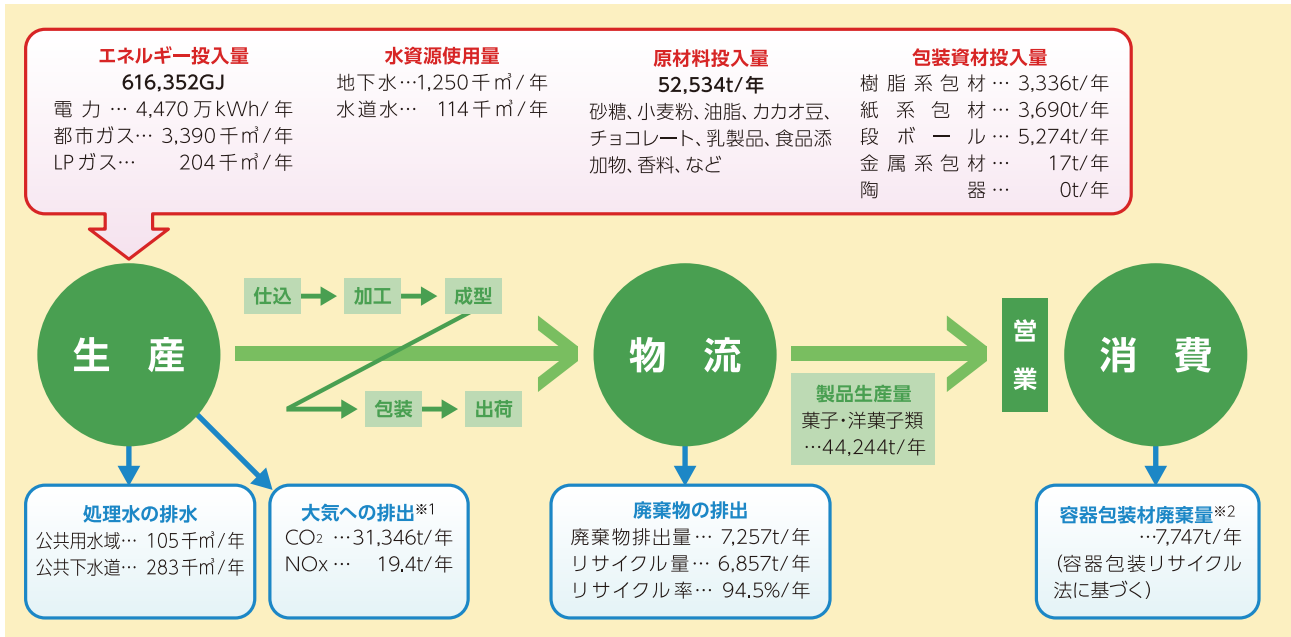 エネルギー投入量
616,352GJ
電力…4,470万kWh/年
都市ガス…3,390千㎥/年
LPガス…204千㎥/年
水資源使用量
地下水…1,250千㎥/年
水道水…114千㎥/年
原材料投入量
52,534t/年
砂糖、小麦粉、油脂、カカオ豆、
チョコレート、乳製品、食品添
加物、香料、など
包装資材投入量
樹脂系包材…3,336t/年
紙系包材…3,690t/年
段ボール…5,274t/年
金属系包材…17t/年
陶器…0t/年
生産
仕込
加工
成型
包装
出荷
物流
製品生産量
菓子・洋菓子類
…44,244t/年
営業
消費
処理水の排水
公共用水域…105千㎥/年
公共下水道…283千㎥/年
大気への排出※1
CO2…31,346t/年
NOx…19.4t/年
廃棄物の排出
廃棄物排出量…7,257t/年
リサイクル量…6,857t/年
リサイクル率…94.5%/年
容器包装材廃棄量※2
…7,747t/年
(容器包装リサイクル
法に基づく)